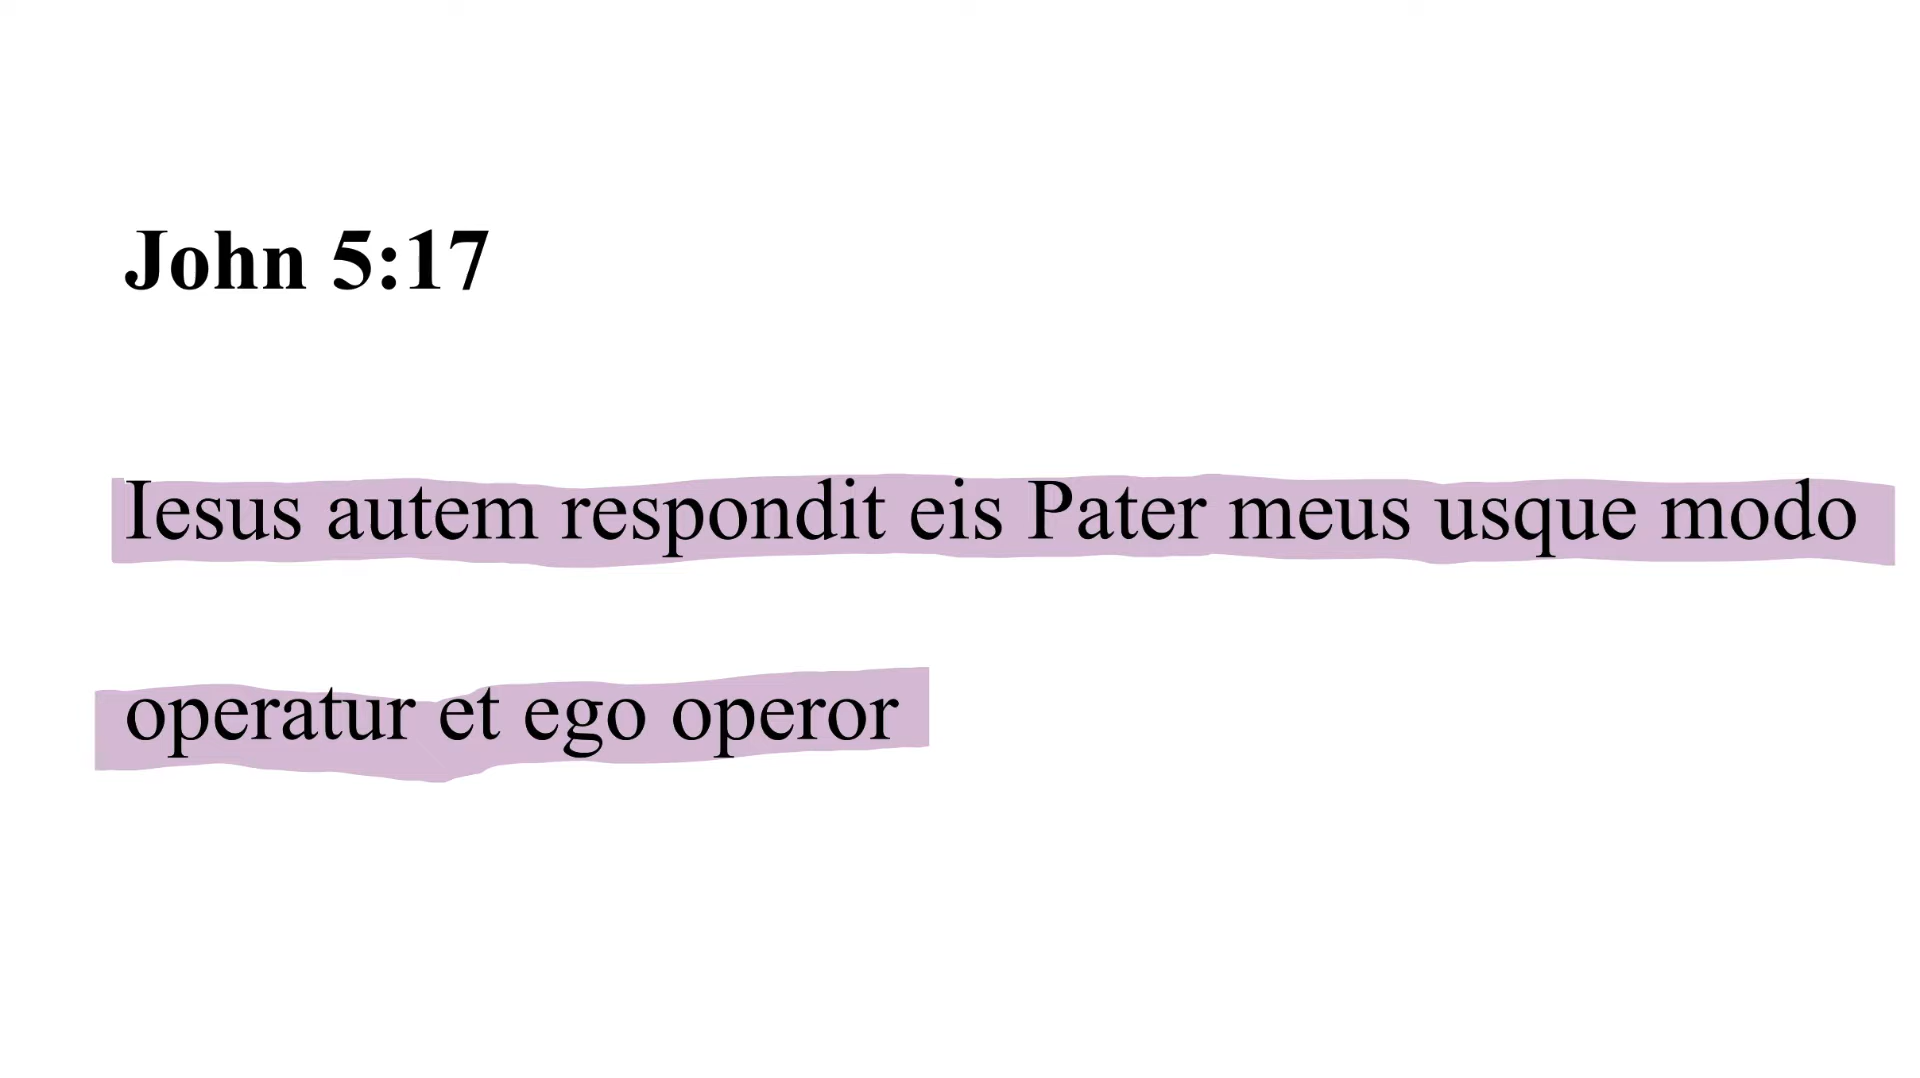 John 5:17
Iesus autem respondit eis Pater meus usque modo
operatur et ego operor